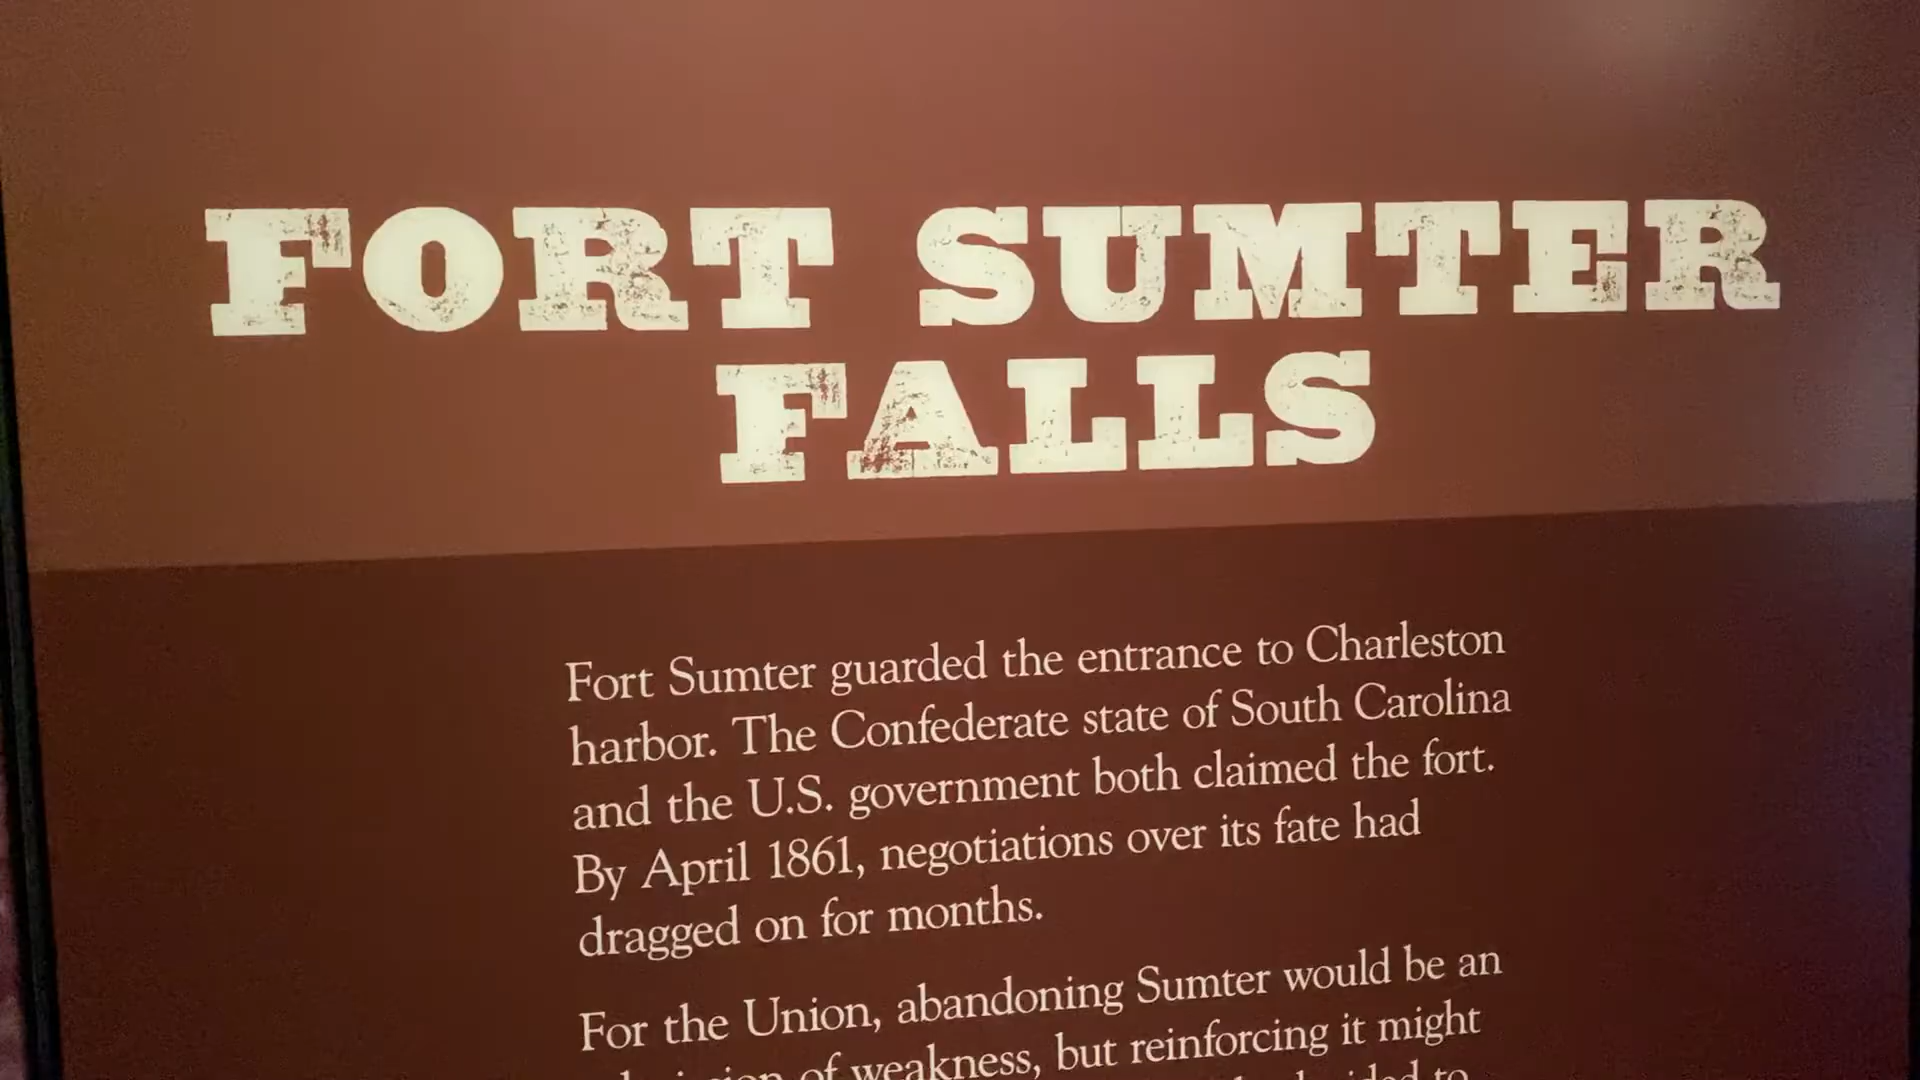 FORT SUMTER
FALLS
Fort Sumter guarded the entrance to Charleston
harbor. The Confederate state of South Carolina
and the U.S. government both claimed the fort.
By April 1861, negotiations over its fate had
dragged on for months.
For the Union, abandoning Sumter would be an
of weakness, but reinforcing it might
to